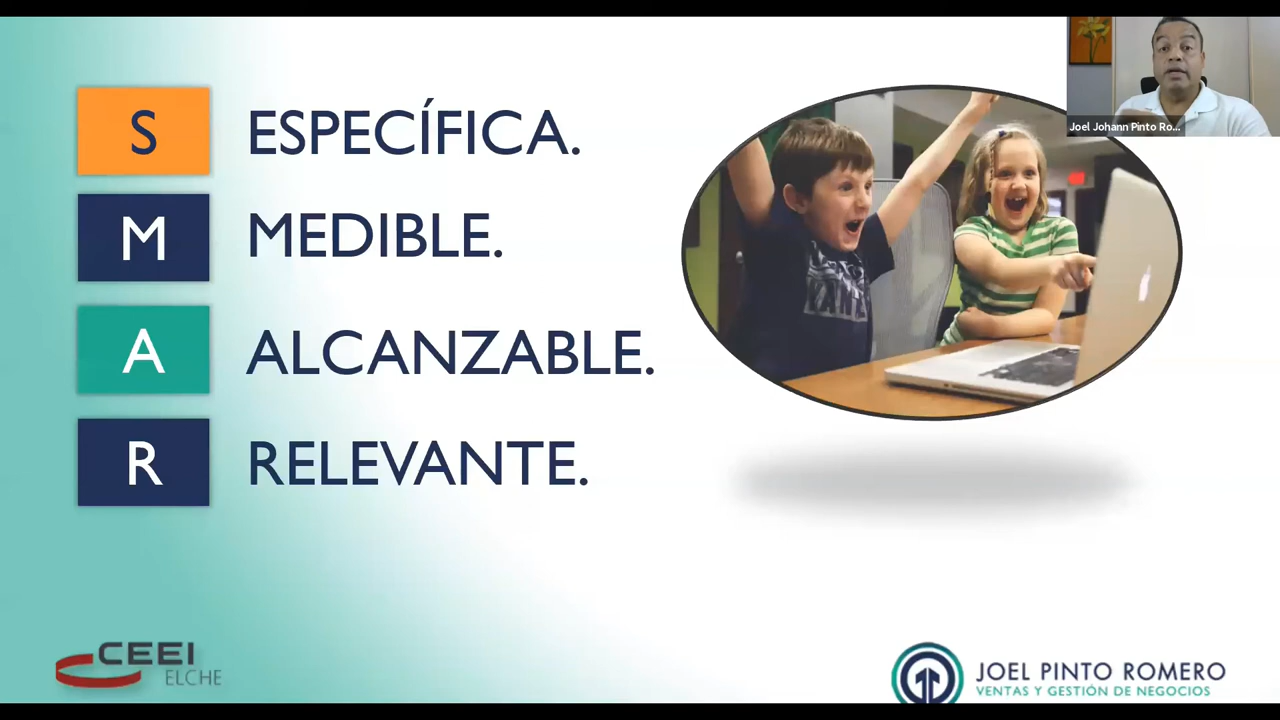 S ESPECÍFICA.
M MEDIBLE.
A ALCANZABLE.
R RELEVANTE.
Joel Johann Pinto Ro...
CEEI
ELCHE
JOEL PINTO ROMERO
VENTAS Y GESTIÓN DE NEGOCIOS